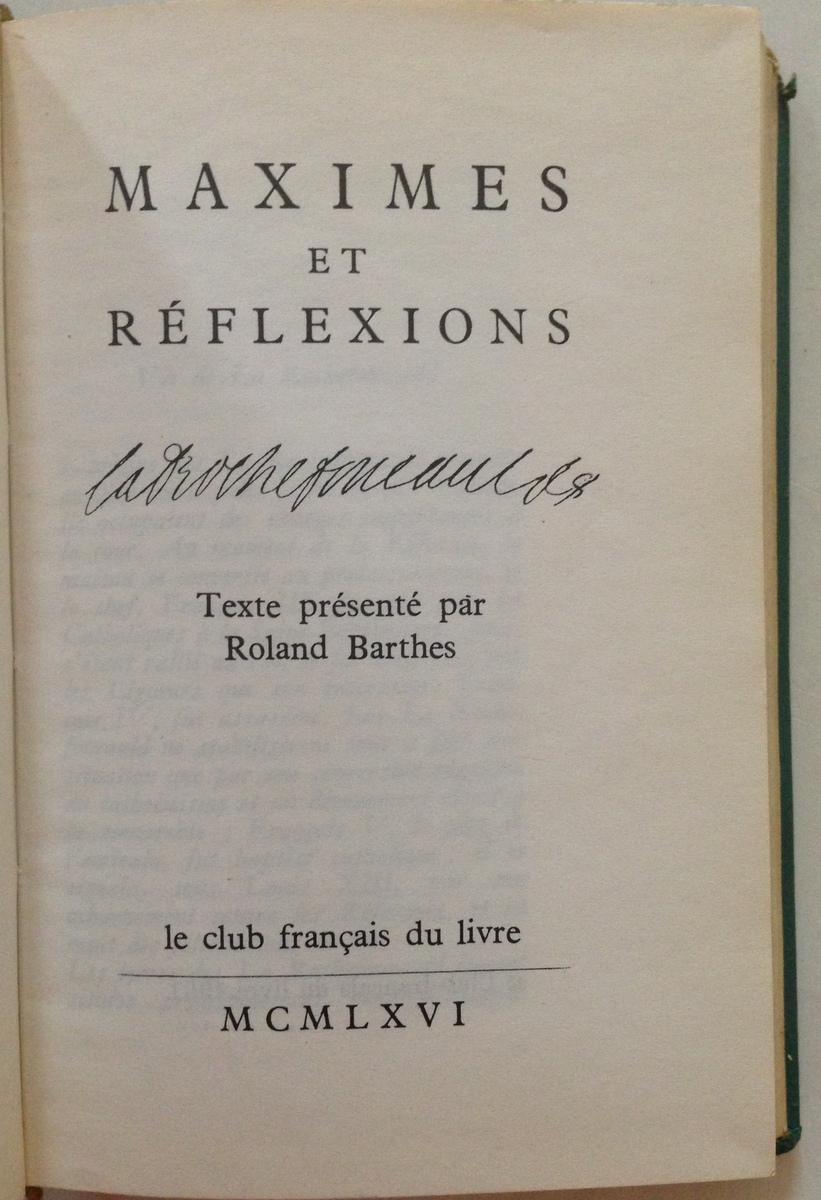 MAXIMES
ET
RÉFLEXIONS
la Rochefoucauld
Texte présenté par
Roland Barthes
le club français du livre
MCMLXVI